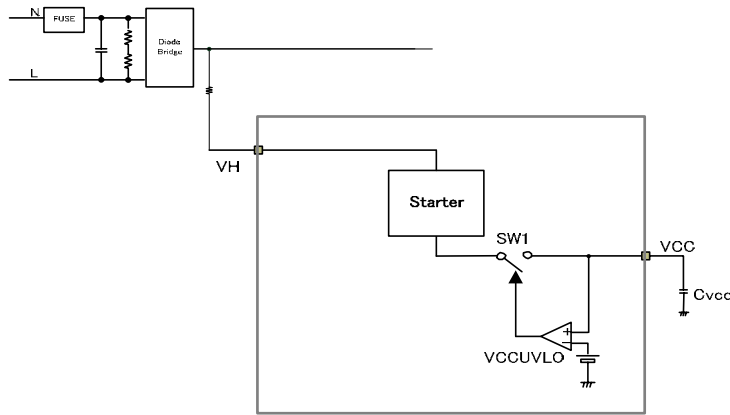 N
FUSE
Diode
Bridge
L
VH
Starter
SW1
VCC
Cvcc
+
−
VCCUVLO